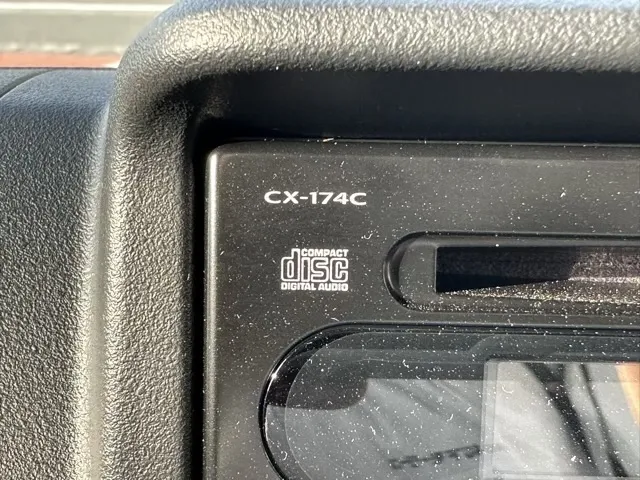 CX-174C
COMPACT
disc
DIGITAL AUDIO